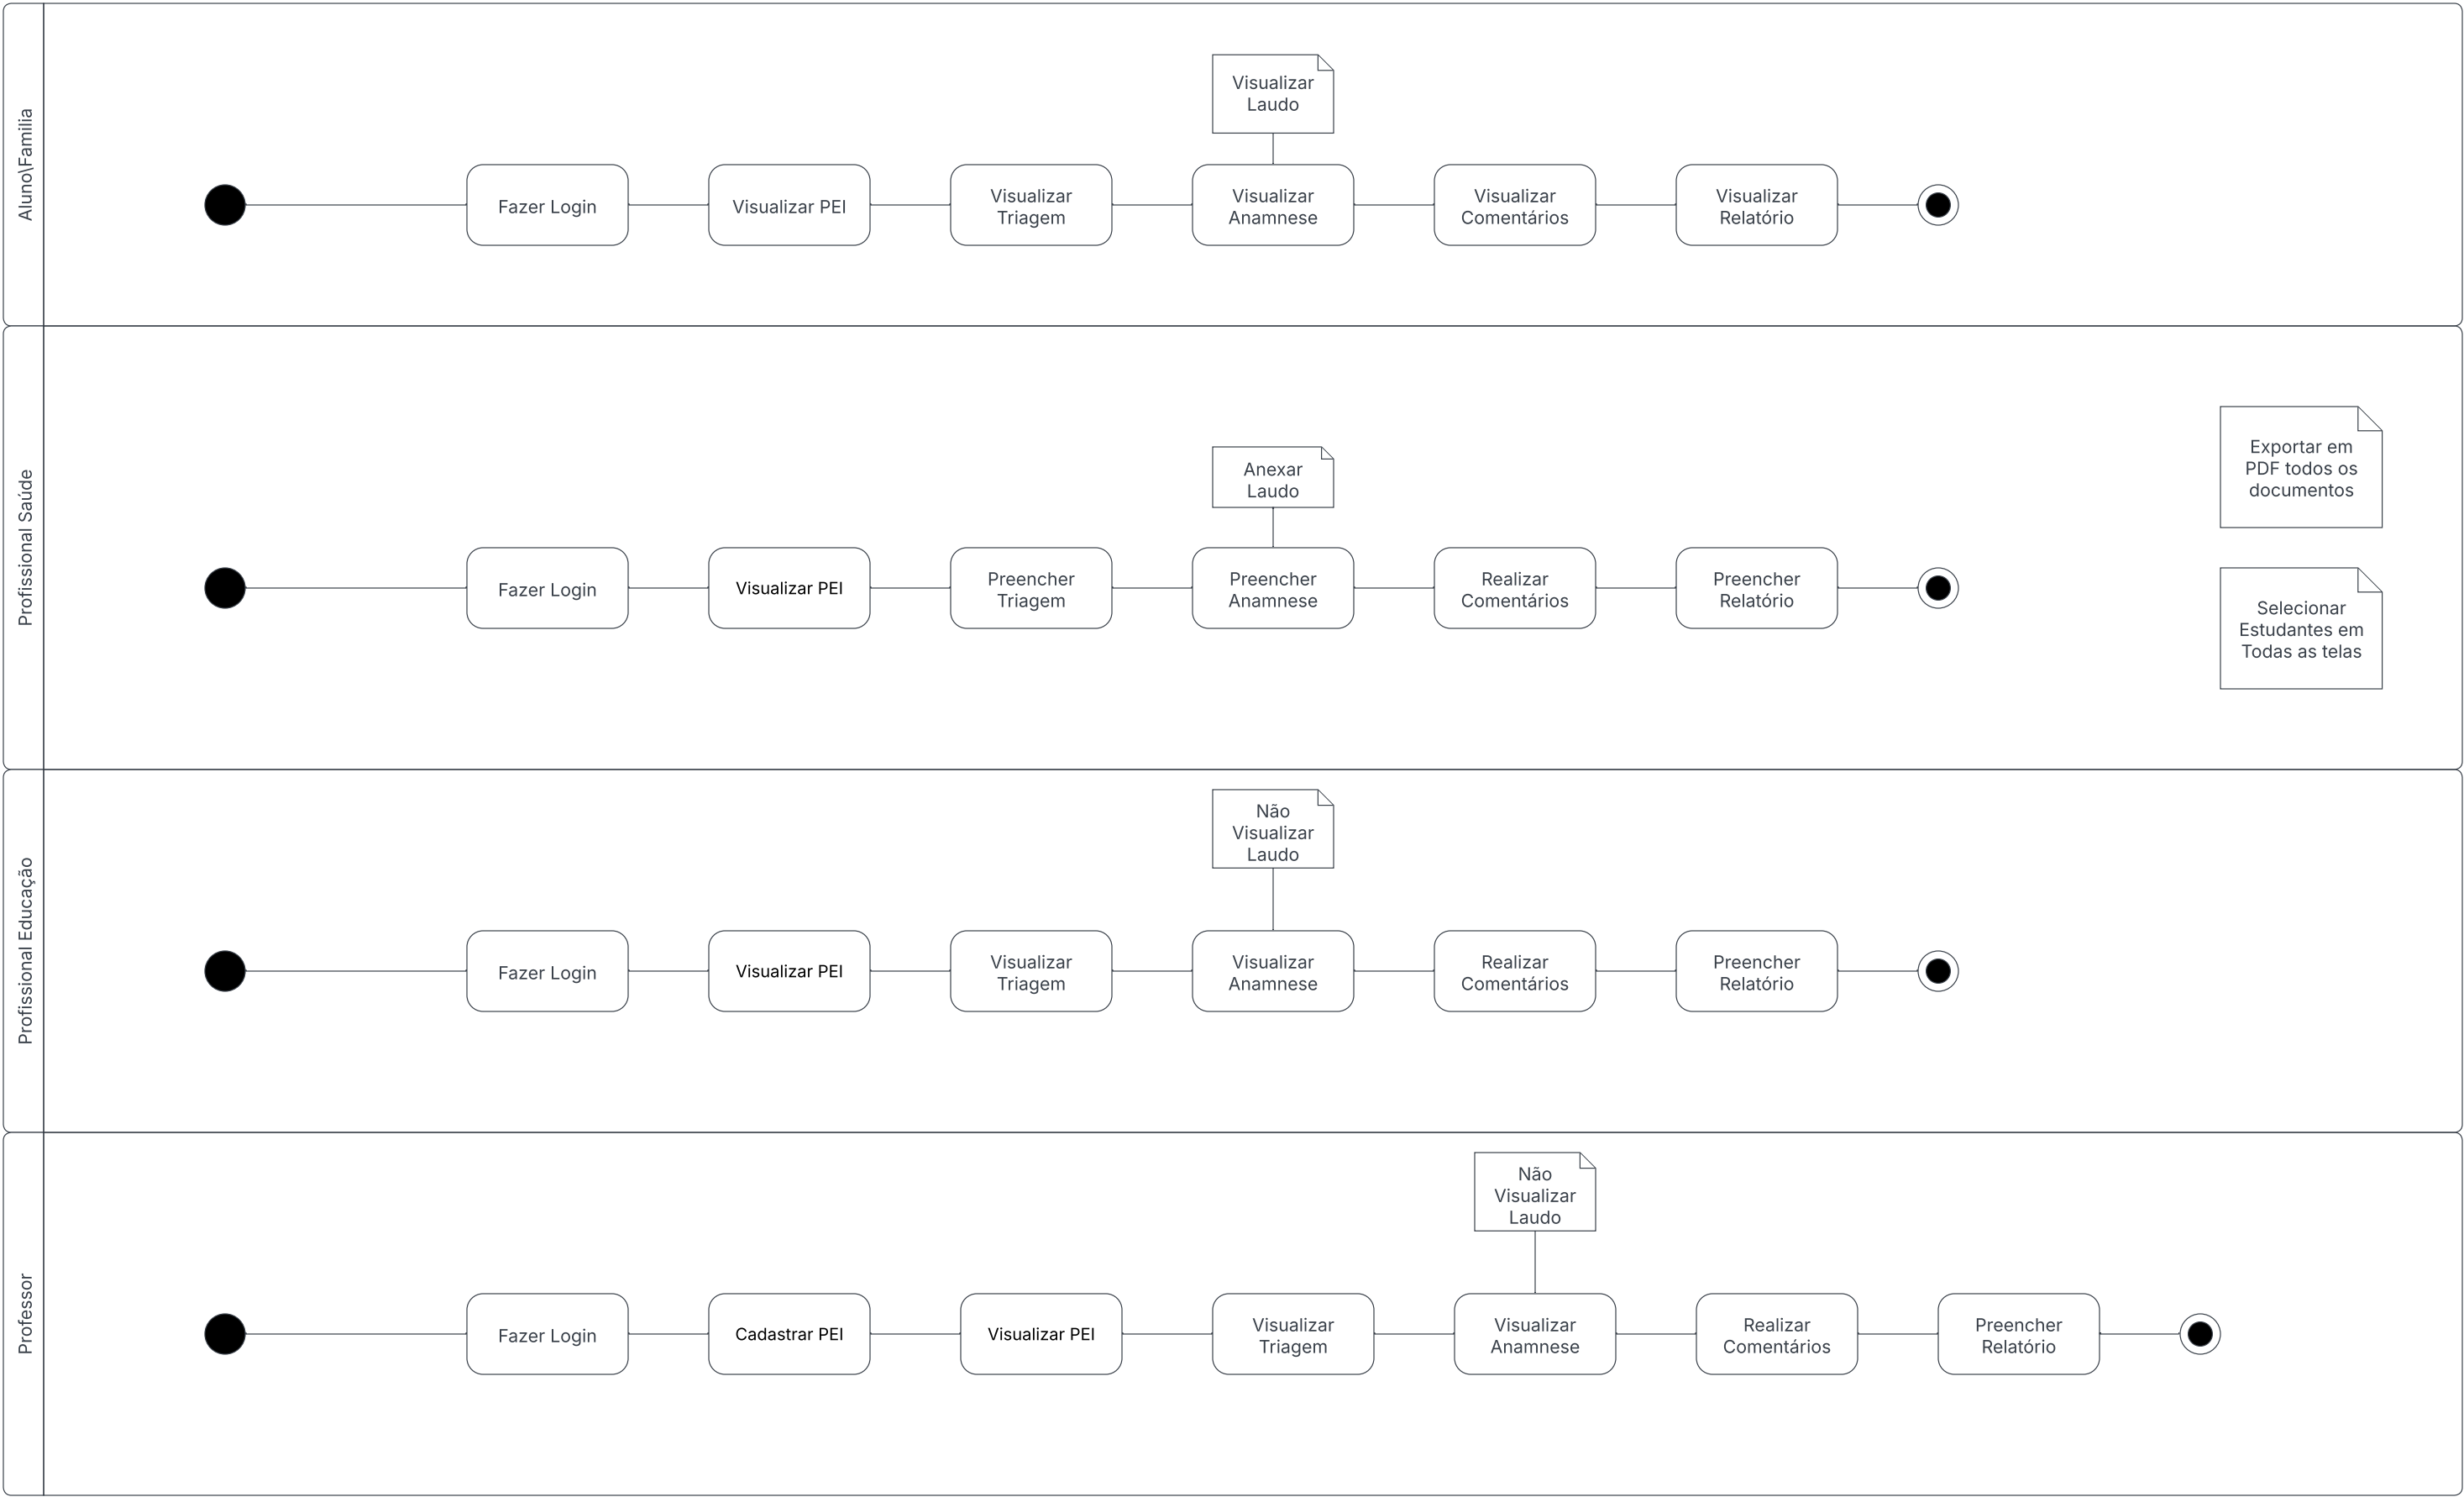 Aluno\Familia
Visualizar
Laudo
Fazer Login
Visualizar PEI
Visualizar
Triagem
Visualizar
Anamnese
Visualizar
Comentários
Visualizar
Relatório
Profissional Saúde
Anexar
Laudo
Fazer Login
Visualizar PEI
Preencher
Triagem
Preencher
Anamnese
Realizar
Comentários
Preencher
Relatório
Exportar em
PDF todos os
documentos
Selecionar
Estudantes em
Todas as telas
Profissional Educação
Não
Visualizar
Laudo
Fazer Login
Visualizar PEI
Visualizar
Triagem
Visualizar
Anamnese
Realizar
Comentários
Preencher
Relatório
Professor
Não
Visualizar
Laudo
Fazer Login
Cadastrar PEI
Visualizar PEI
Visualizar
Triagem
Visualizar
Anamnese
Realizar
Comentários
Preencher
Relatório